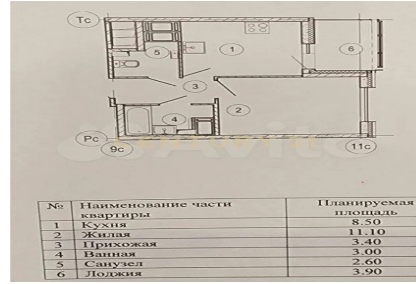 Тс
5
1
6
3
2
4
Рс
9с
11с
Avito
№ Наименование части квартиры Планируемая площадь
1 Кухня 8.50
2 Жилая 11.10
3 Прихожая 3.40
4 Ванная 3.00
5 Санузел 2.60
6 Лоджия 3.90